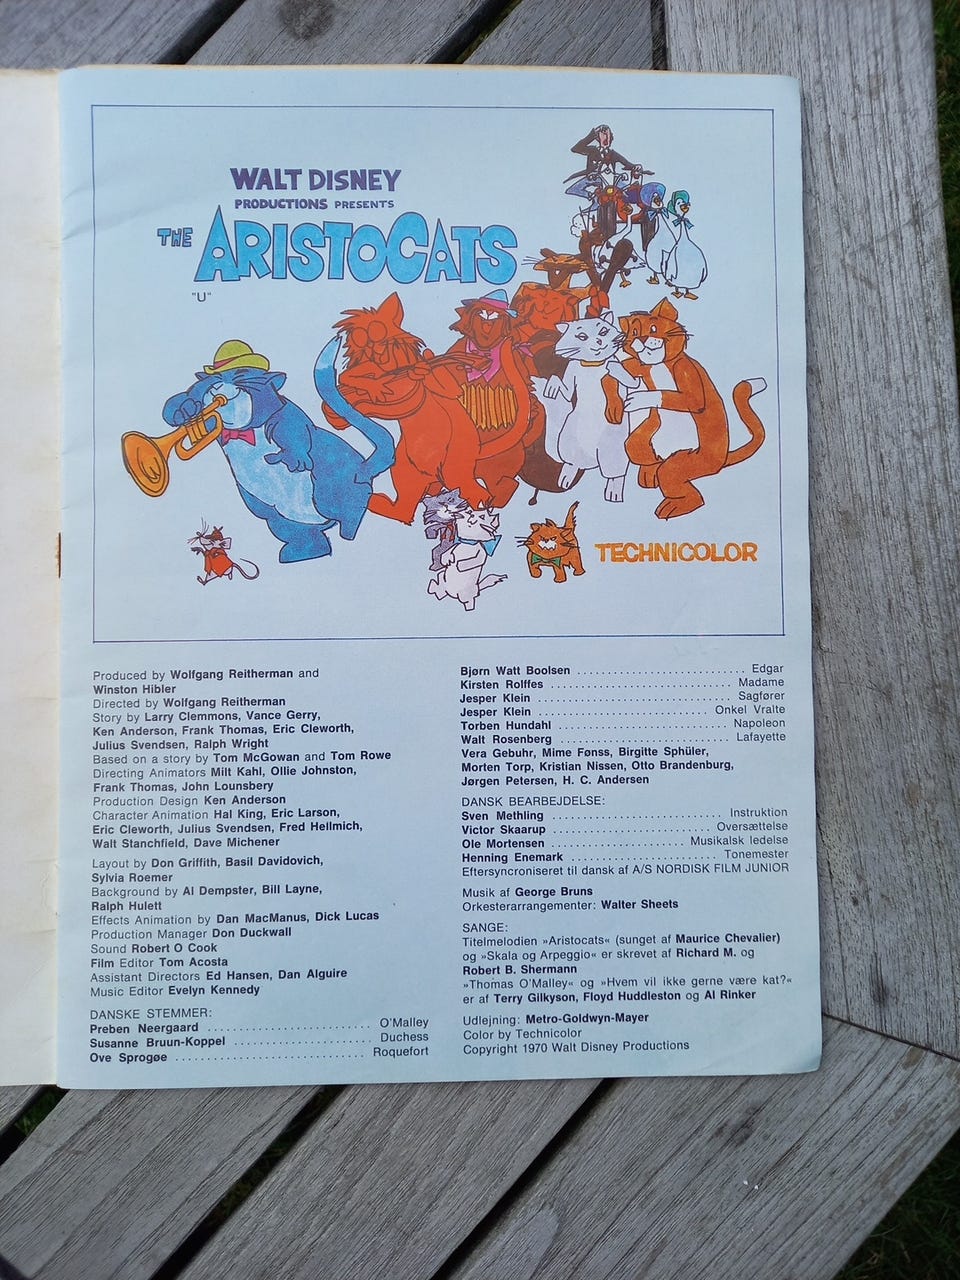 WALT DISNEY
PRODUCTIONS PRESENTS
THE ARISTOCATS
"U"
TECHNICOLOR
Produced by Wolfgang Reitherman and
Winston Hibler
Directed by Wolfgang Reitherman
Story by Larry Clemmons, Vance Gerry,
Ken Anderson, Frank Thomas, Eric Cleworth,
Julius Svendsen, Ralph Wright
Based on a story by Tom McGowan and Tom Rowe
Directing Animators Milt Kahl, Ollie Johnston,
Frank Thomas, John Lounsbery
Production Design Ken Anderson
Character Animation Hal King, Eric Larson,
Eric Cleworth, Julius Svendsen, Fred Hellmich,
Walt Stanchfield, Dave Michener
Layout by Don Griffith, Basil Davidovich,
Sylvia Roemer
Background by Al Dempster, Bill Layne,
Ralph Hulett
Effects Animation by Dan MacManus, Dick Lucas
Production Manager Don Duckwall
Sound Robert O Cook
Film Editor Tom Acosta
Assistant Directors Ed Hansen, Dan Alguire
Music Editor Evelyn Kennedy
DANSKE STEMMER:
Preben Neergaard ........ O'Malley
Susanne Bruun-Koppel ........ Duchess
Ove Sprogøe ........ Roquefort
Bjørn Watt Boolsen ........ Edgar
Kirsten Rolffes ........ Madame
Jesper Klein ........ Sagfører
Jesper Klein ........ Onkel Vralte
Torben Hundahl ........ Napoleon
Walt Rosenberg ........ Lafayette
Vera Gebuhr, Mime Fønss, Birgitte Sphüler,
Morten Torp, Kristian Nissen, Otto Brandenburg,
Jørgen Petersen, H. C. Andersen
DANSK BEARBEJDELSE:
Sven Methling ........ Instruktion
Victor Skaarup ........ Oversættelse
Ole Mortensen ........ Musikalsk ledelse
Henning Enemark ........ Tonemester
Eftersyncroniseret til dansk af A/S NORDISK FILM JUNIOR
Musik af George Bruns
Orkesterarrangementer: Walter Sheets
SANGE:
Titelmelodien »Aristocats« (sunget af Maurice Chevalier)
og »Skala og Arpeggio« er skrevet af Richard M. og
Robert B. Shermann
»Thomas O'Malley« og »Hvem vil ikke gerne være kat?«
er af Terry Gilkyson, Floyd Huddleston og Al Rinker
Udlejning: Metro-Goldwyn-Mayer
Color by Technicolor
Copyright 1970 Walt Disney Productions